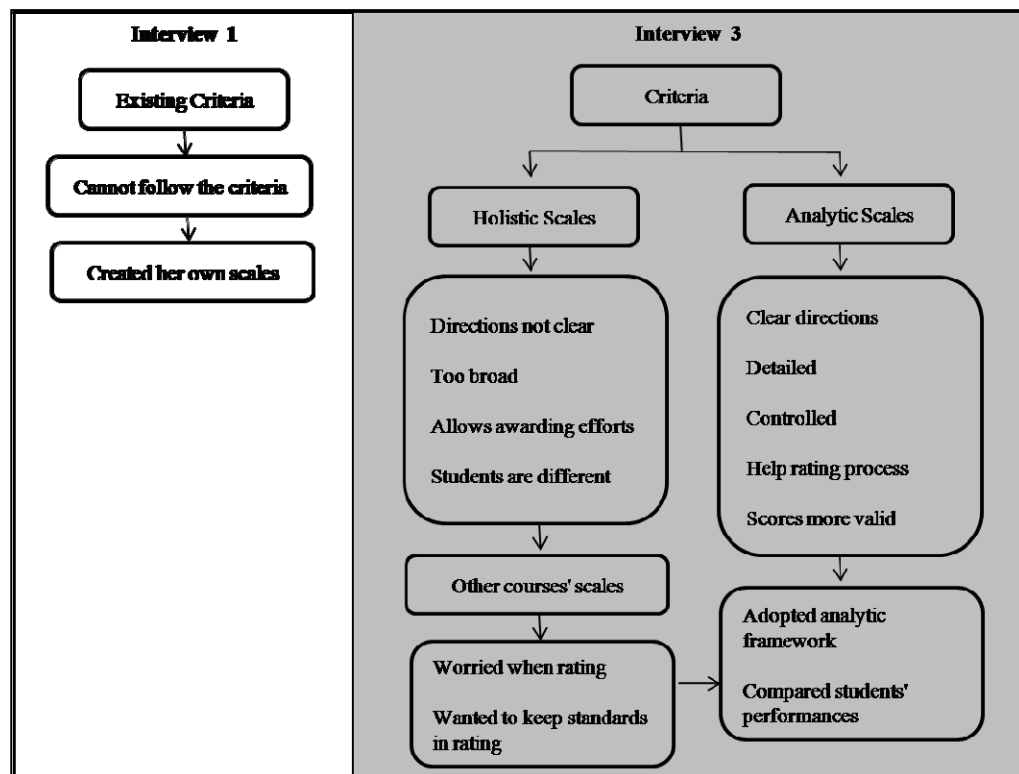 Interview 1
Existing Criteria
Cannot follow the criteria
Created her own scales
Interview 3
Criteria
Holistic Scales
Directions not clear
Too broad
Allows awarding efforts
Students are different
Other courses' scales
Worried when rating
Wanted to keep standards
in rating
Analytic Scales
Clear directions
Detailed
Controlled
Help rating process
Scores more valid
Adopted analytic
framework
Compared students'
performances